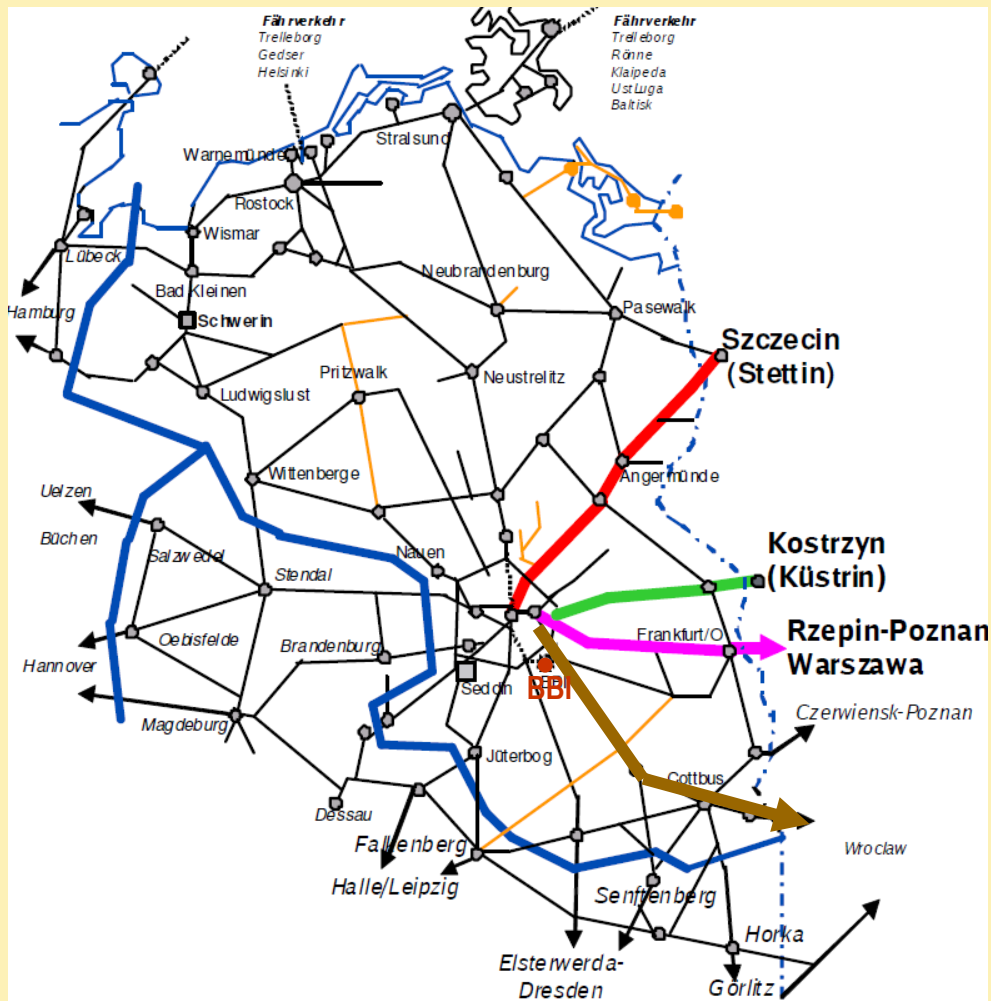 Fährverkehr
Trelleborg
Gedser
Helsinki
Fährverkehr
Trelleborg
Rönne
Klaipeda
UstLuga
Baltisk
Stralsund
Warnemünde
Rostock
Wismar
Lübeck
Neubrandenburg
Bad Kleinen
Hamburg
Pasewalk
Schwerin
Szczecin
(Stettin)
Pritzwalk
Neustrelitz
Ludwigslust
Wittenberge
Angermünde
Uelzen
Büchen
Salzwedel
Nauen
Kostrzyn
(Küstrin)
Stendal
Oebisfelde
Brandenburg
Frankfurt/O
Rzepin-Poznan
Warszawa
Hannover
Seddin
BBI
Magdeburg
Czerwiensk-Poznan
Jüterbog
Cottbus
Dessau
Falkenberg
Wroclaw
Halle/Leipzig
Senftenberg
Horka
Elsterwerda-
Dresden
Görlitz